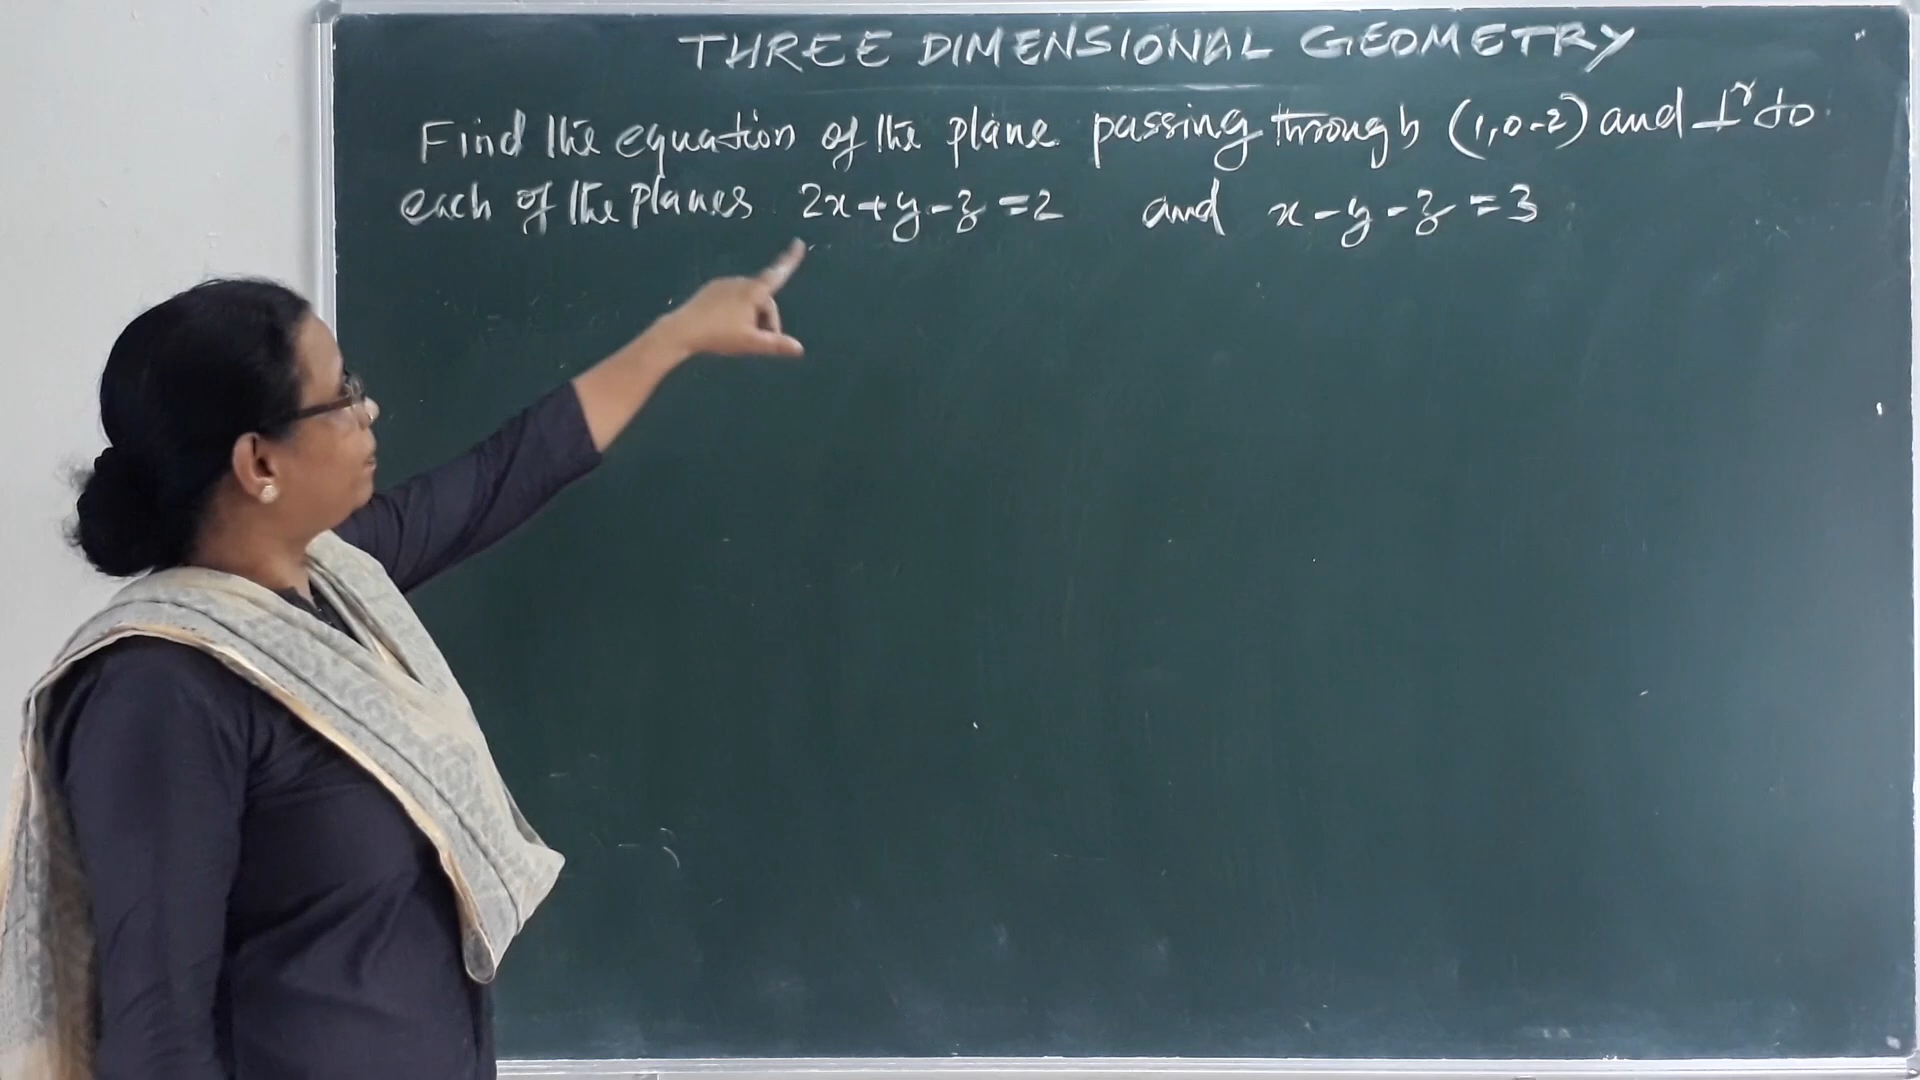 THREE DIMENSIONAL GEOMETRY
Find the equation of the plane passing through (1,0-2) and ⊥r to
each of the planes 2x+y-z=2 and x-y-z=3